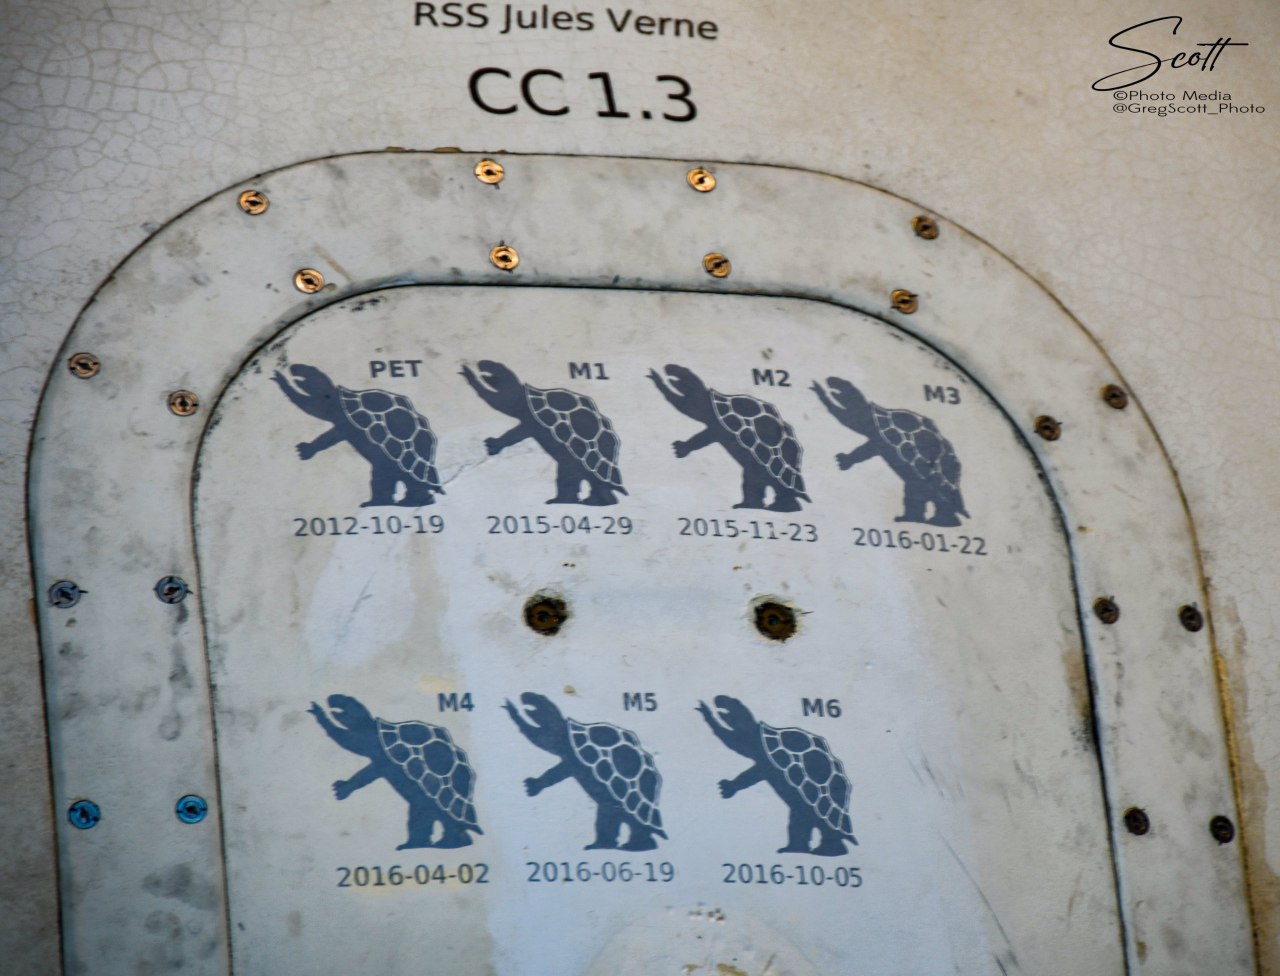 RSS Jules Verne
CC 1.3
Scott
©Photo Media
@GregScott_Photo
PET M1 M2 M3
2012-10-19 2015-04-29 2015-11-23 2016-01-22
M4 M5 M6
2016-04-02 2016-06-19 2016-10-05